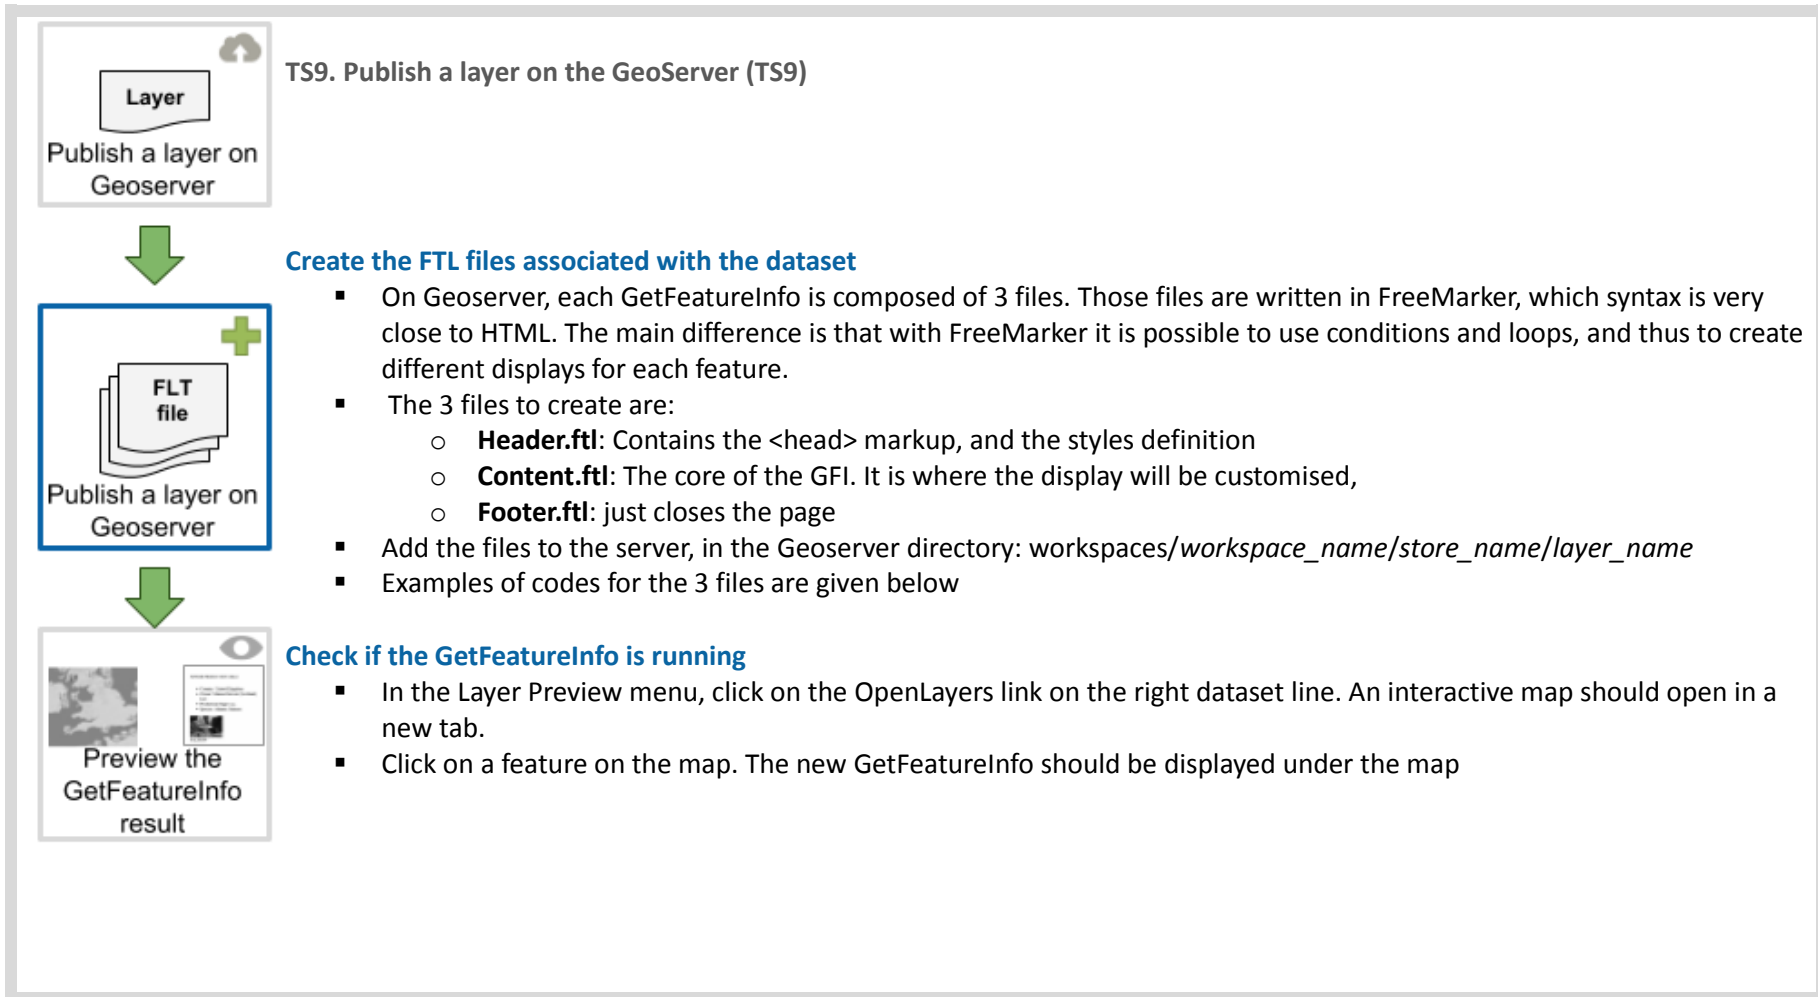 Layer
Publish a layer on
Geoserver
TS9. Publish a layer on the GeoServer (TS9)
Create the FTL files associated with the dataset
▪ On Geoserver, each GetFeatureInfo is composed of 3 files. Those files are written in FreeMarker, which syntax is very
close to HTML. The main difference is that with FreeMarker it is possible to use conditions and loops, and thus to create
different displays for each feature.
▪ The 3 files to create are:
o Header.ftl: Contains the <head> markup, and the styles definition
o Content.ftl: The core of the GFI. It is where the display will be customised,
o Footer.ftl: just closes the page
▪ Add the files to the server, in the Geoserver directory: workspaces/workspace_name/store_name/layer_name
▪ Examples of codes for the 3 files are given below
FLT
file
Publish a layer on
Geoserver
Check if the GetFeatureInfo is running
▪ In the Layer Preview menu, click on the OpenLayers link on the right dataset line. An interactive map should open in a
new tab.
▪ Click on a feature on the map. The new GetFeatureInfo should be displayed under the map
Preview the
GetFeatureInfo
result